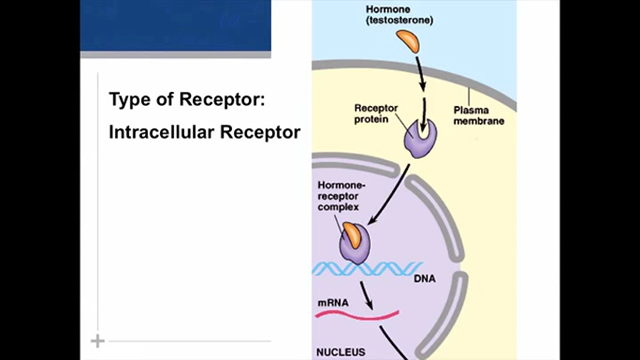 Type of Receptor:
Intracellular Receptor
Hormone
(testosterone)
Receptor
protein
Plasma
membrane
Hormone-
receptor
complex
DNA
mRNA
NUCLEUS